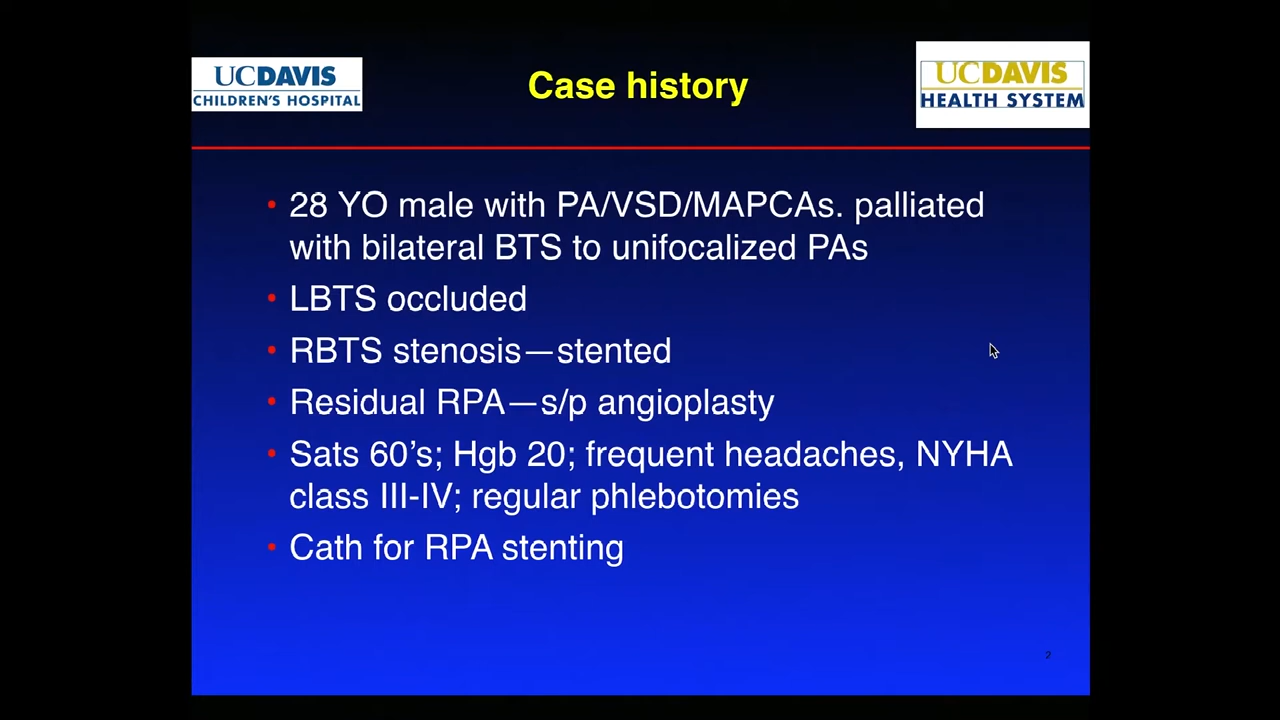 UCDAVIS
CHILDREN'S HOSPITAL
Case history
UCDAVIS
HEALTH SYSTEM
• 28 YO male with PA/VSD/MAPCAs. palliated
with bilateral BTS to unifocalized PAs
• LBTS occluded
• RBTS stenosis—stented
• Residual RPA—s/p angioplasty
• Sats 60’s; Hgb 20; frequent headaches, NYHA
class III-IV; regular phlebotomies
• Cath for RPA stenting
2